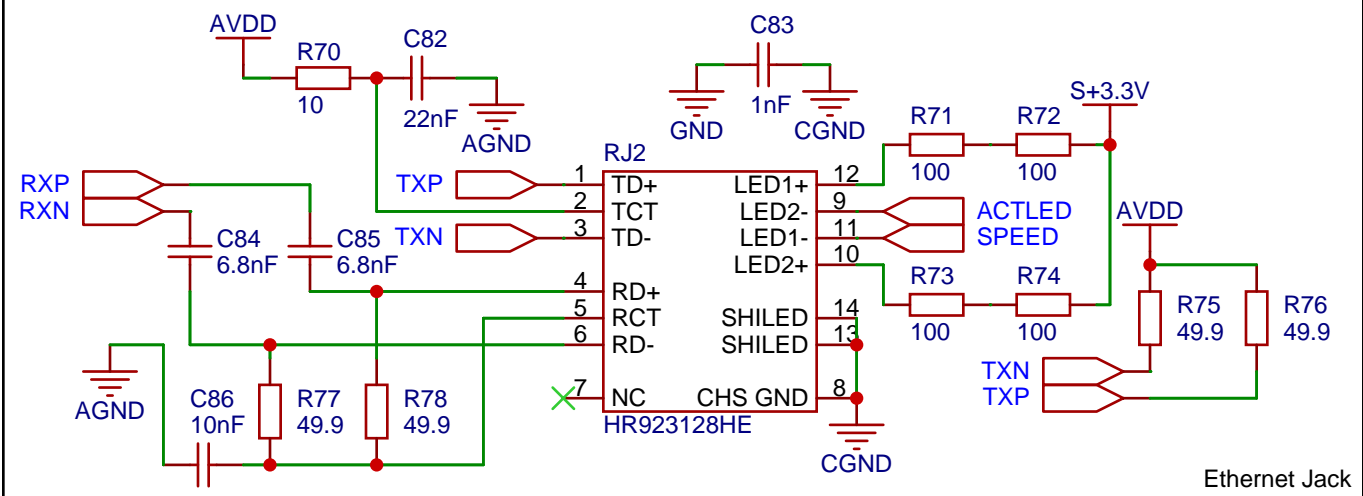 AVDD
R70
10
C82
22nF
AGND
C83
1nF
GND
CGND
S+3.3V
R71
100
R72
100
RXP
RXN
C84
6.8nF
C85
6.8nF
TXP
TXN
RJ2
1 TD+
2 TCT
3 TD-
4 RD+
5 RCT
6 RD-
7 NC
LED1+ 12
LED2- 9
LED1- 11
LED2+ 10
SHILED 14
SHILED 13
CHS GND 8
HR923128HE
ACTLED
SPEED
R73
100
R74
100
AVDD
R75
49.9
R76
49.9
TXN
TXP
AGND
C86
10nF
R77
49.9
R78
49.9
CGND
Ethernet Jack